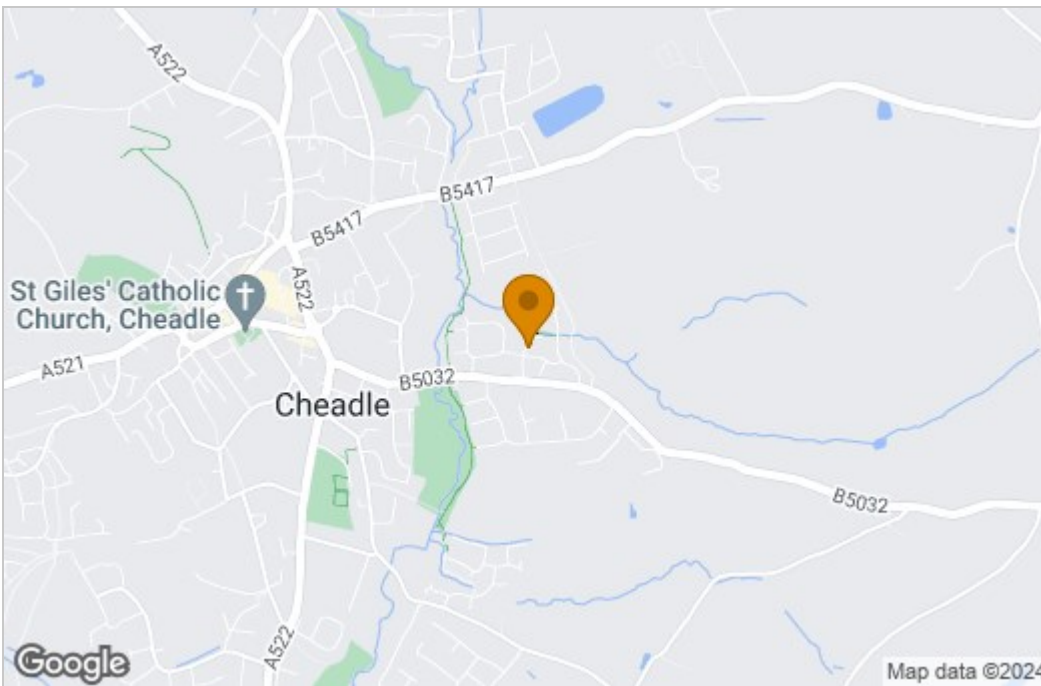 A522
B5417
B5417
A522
St Giles' Catholic
Church, Cheadle
A521
B5032
Cheadle
B5032
A522
Google
Map data ©2024